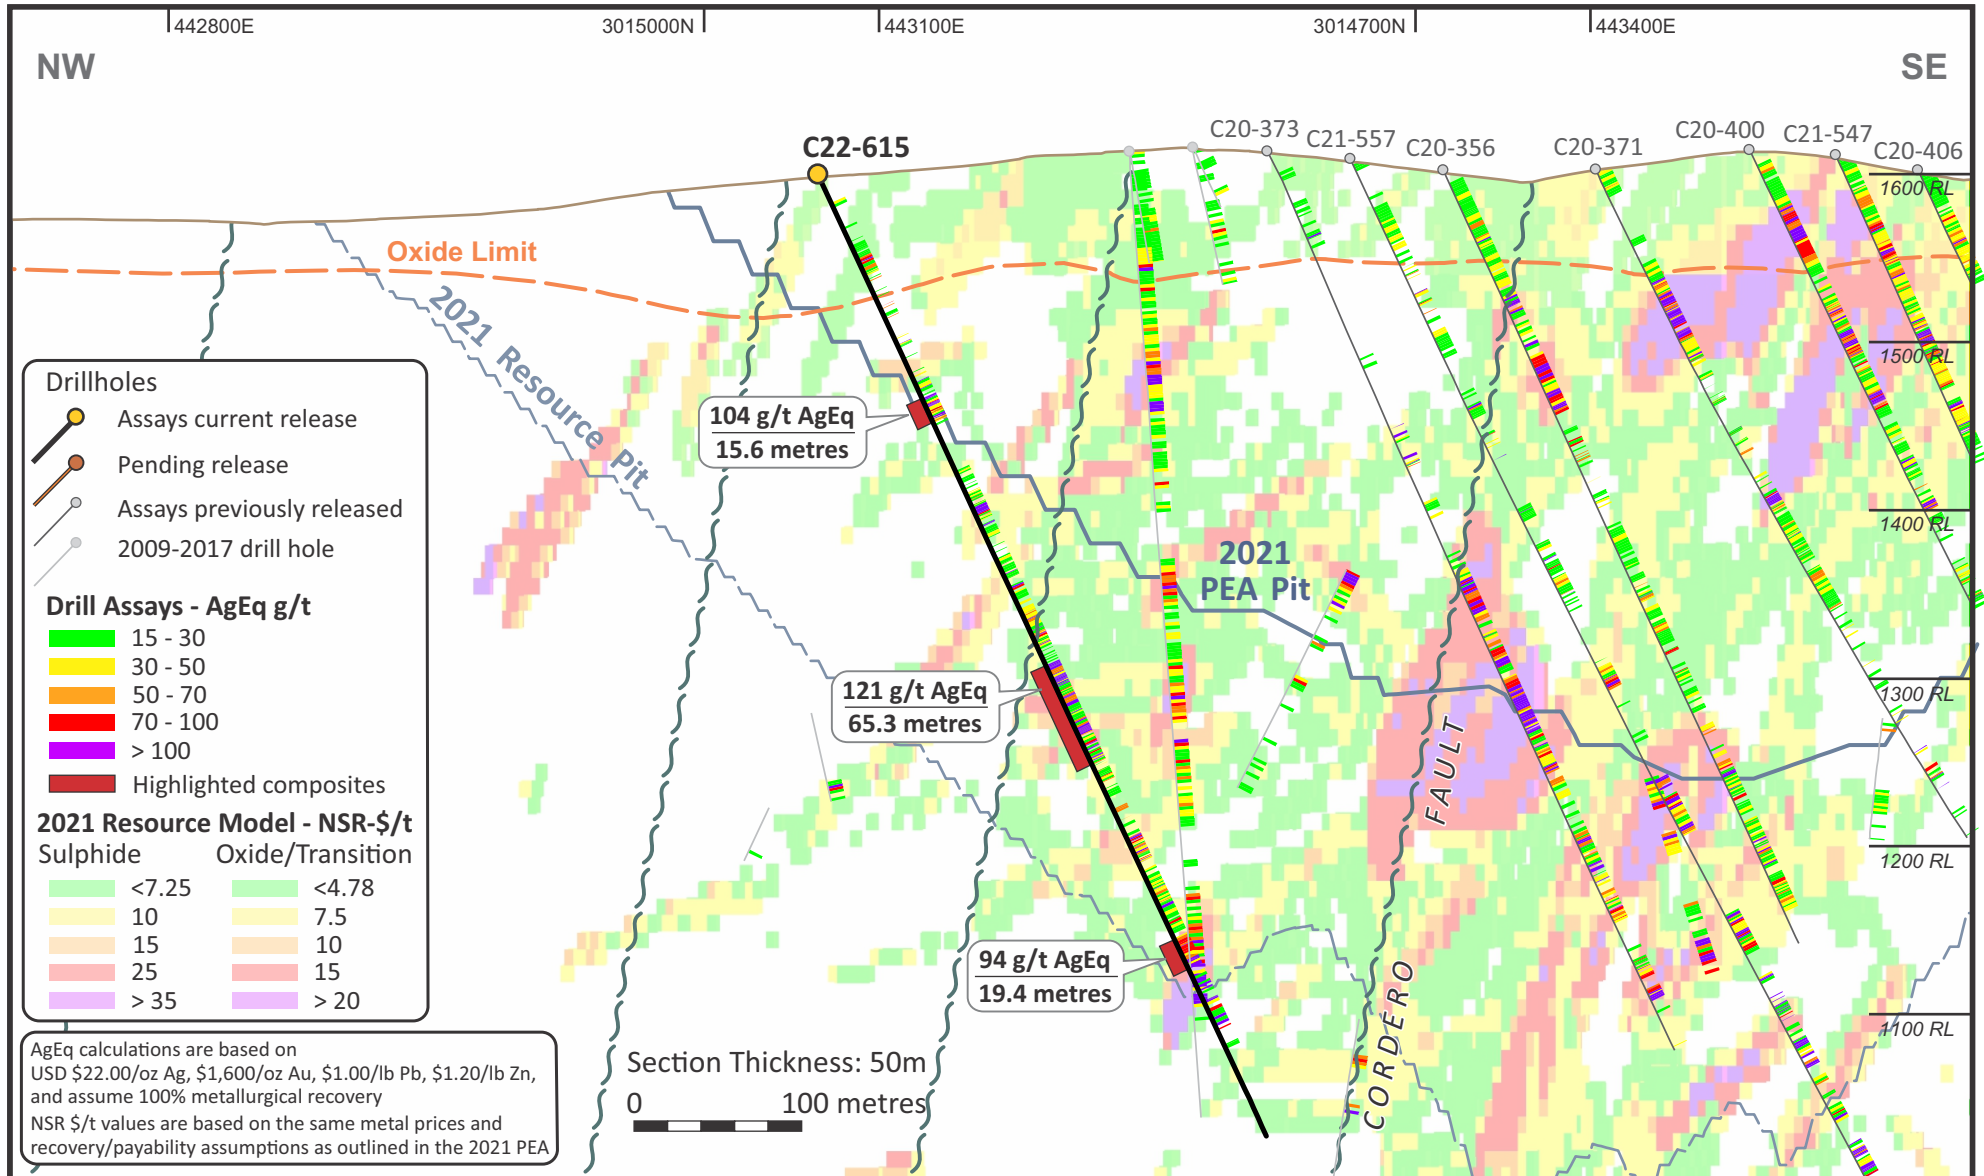 442800E
3015000N
443100E
3014700N
443400E
NW
SE
C22-615
C20-373
C21-557
C20-356
C20-371
C20-400
C21-547
C20-406
1600 RL
Oxide Limit
2021 Resource Pit
1500 RL
Drillholes
Assays current release
Pending release
Assays previously released
2009-2017 drill hole
Drill Assays - AgEq g/t
15 - 30
30 - 50
50 - 70
70 - 100
> 100
Highlighted composites
2021 Resource Model - NSR-$/t
Sulphide Oxide/Transition
<7.25 <4.78
10 7.5
15 10
25 15
> 35 > 20
104 g/t AgEq
15.6 metres
1400 RL
2021
PEA Pit
121 g/t AgEq
65.3 metres
1300 RL
FAULT
1200 RL
94 g/t AgEq
19.4 metres
CORDERO
1100 RL
AgEq calculations are based on
USD $22.00/oz Ag, $1,600/oz Au, $1.00/lb Pb, $1.20/lb Zn,
and assume 100% metallurgical recovery
NSR $/t values are based on the same metal prices and
recovery/payability assumptions as outlined in the 2021 PEA
Section Thickness: 50m
0 100 metres